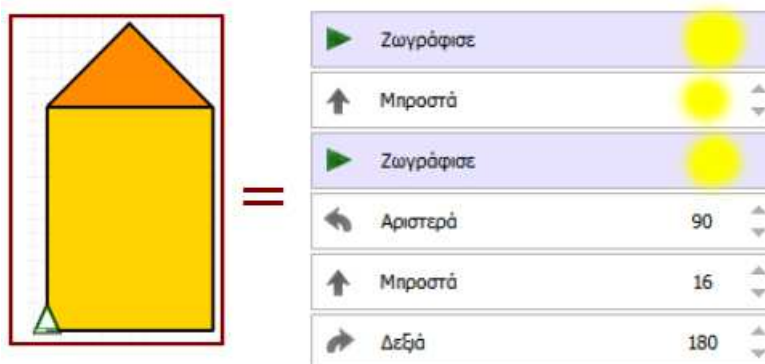 =
Ζωγράφισε
Μπροστά
Ζωγράφισε
Αριστερά 90
Μπροστά 16
Δεξιά 180